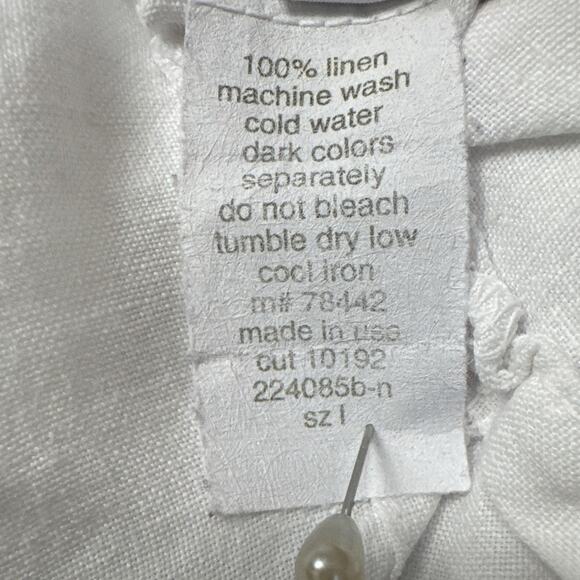 100% linen
machine wash
cold water
dark colors
separately
do not bleach
tumble dry low
cool iron
rn# 78442
made in usa
cut 10192
224085b-n
sz l